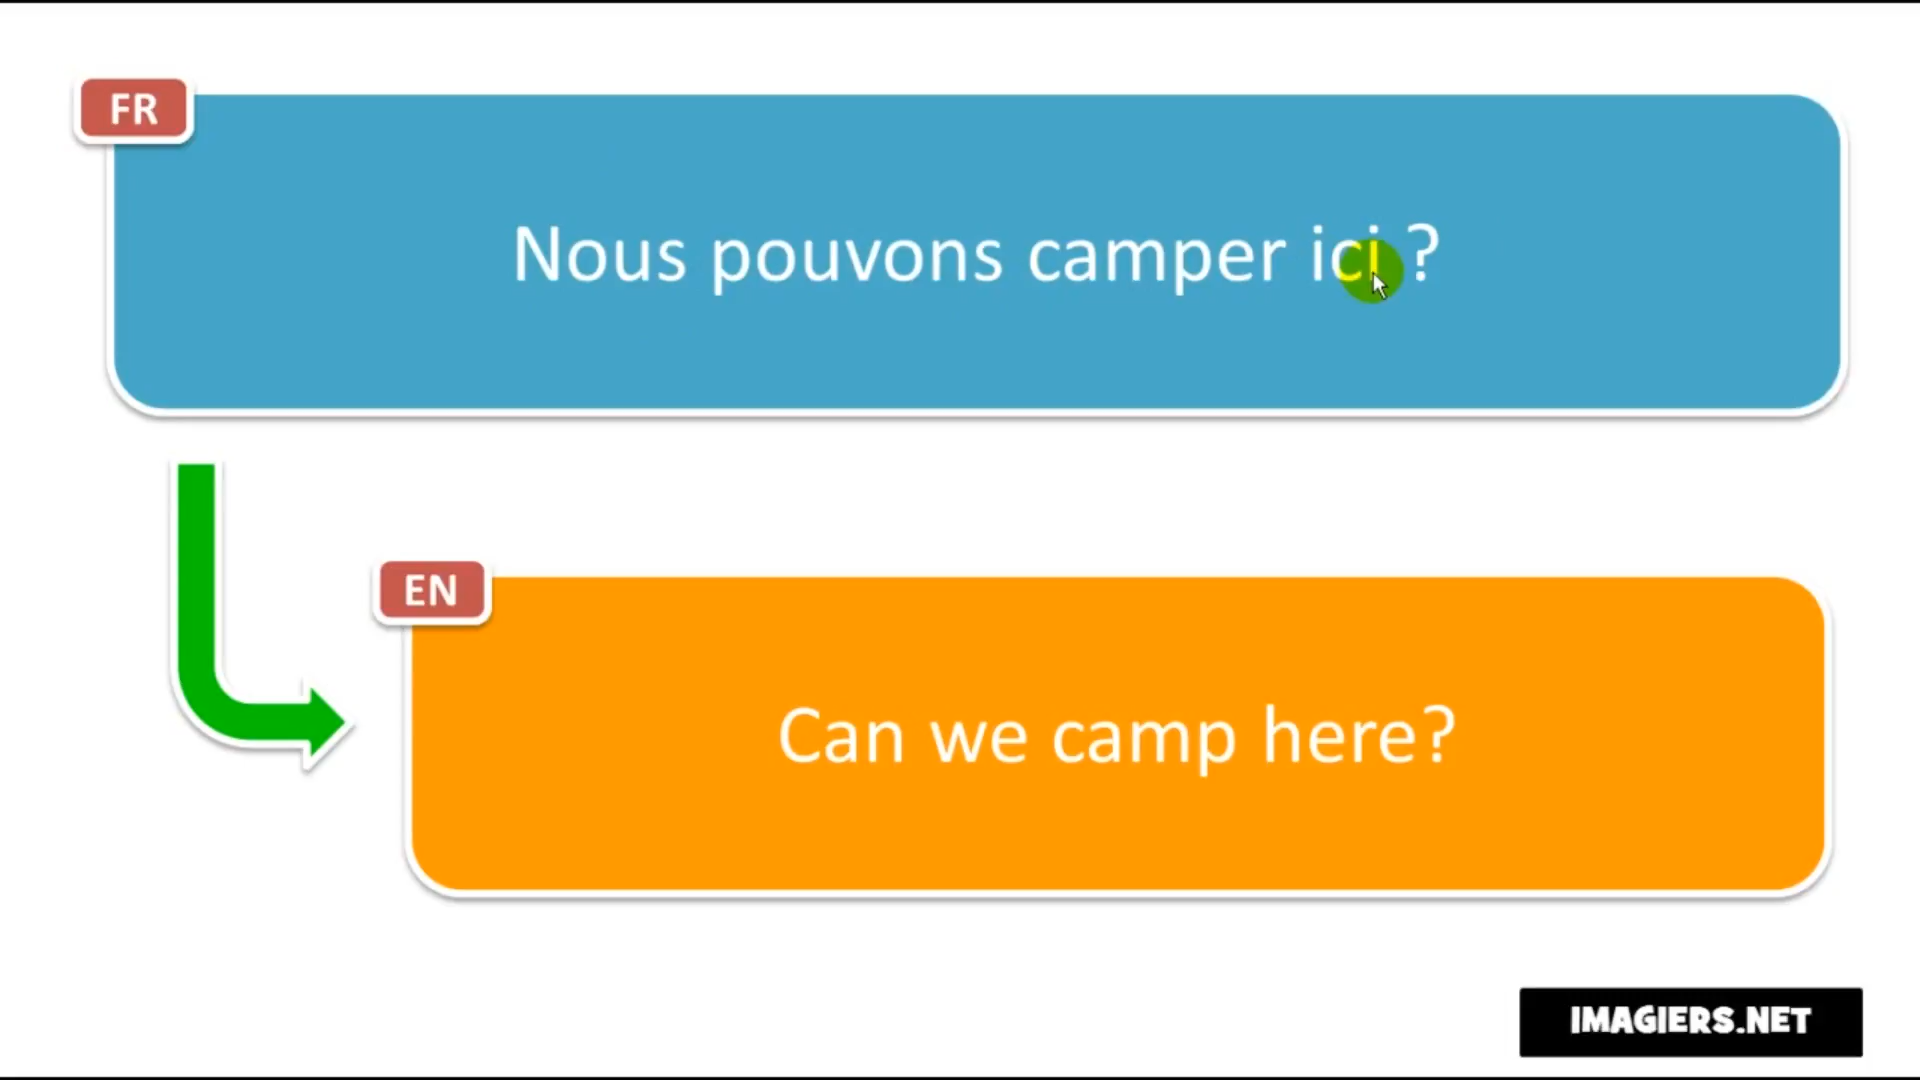 FR
Nous pouvons camper ici ?
EN
Can we camp here?
IMAGIERS.NET